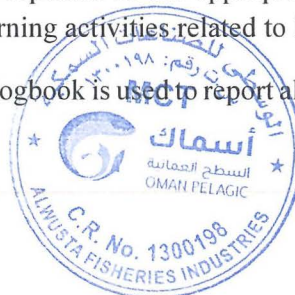 rning activities related to
ogbook is used to report al
الوسطى للصناعات السمكية
س.ت رقم: ١٣٠٠١٩٨
MCT
أسماك
السطح العمانية
OMAN PELAGIC
C.R. No. 1300198
ALWUSTA FISHERIES INDUSTRIES